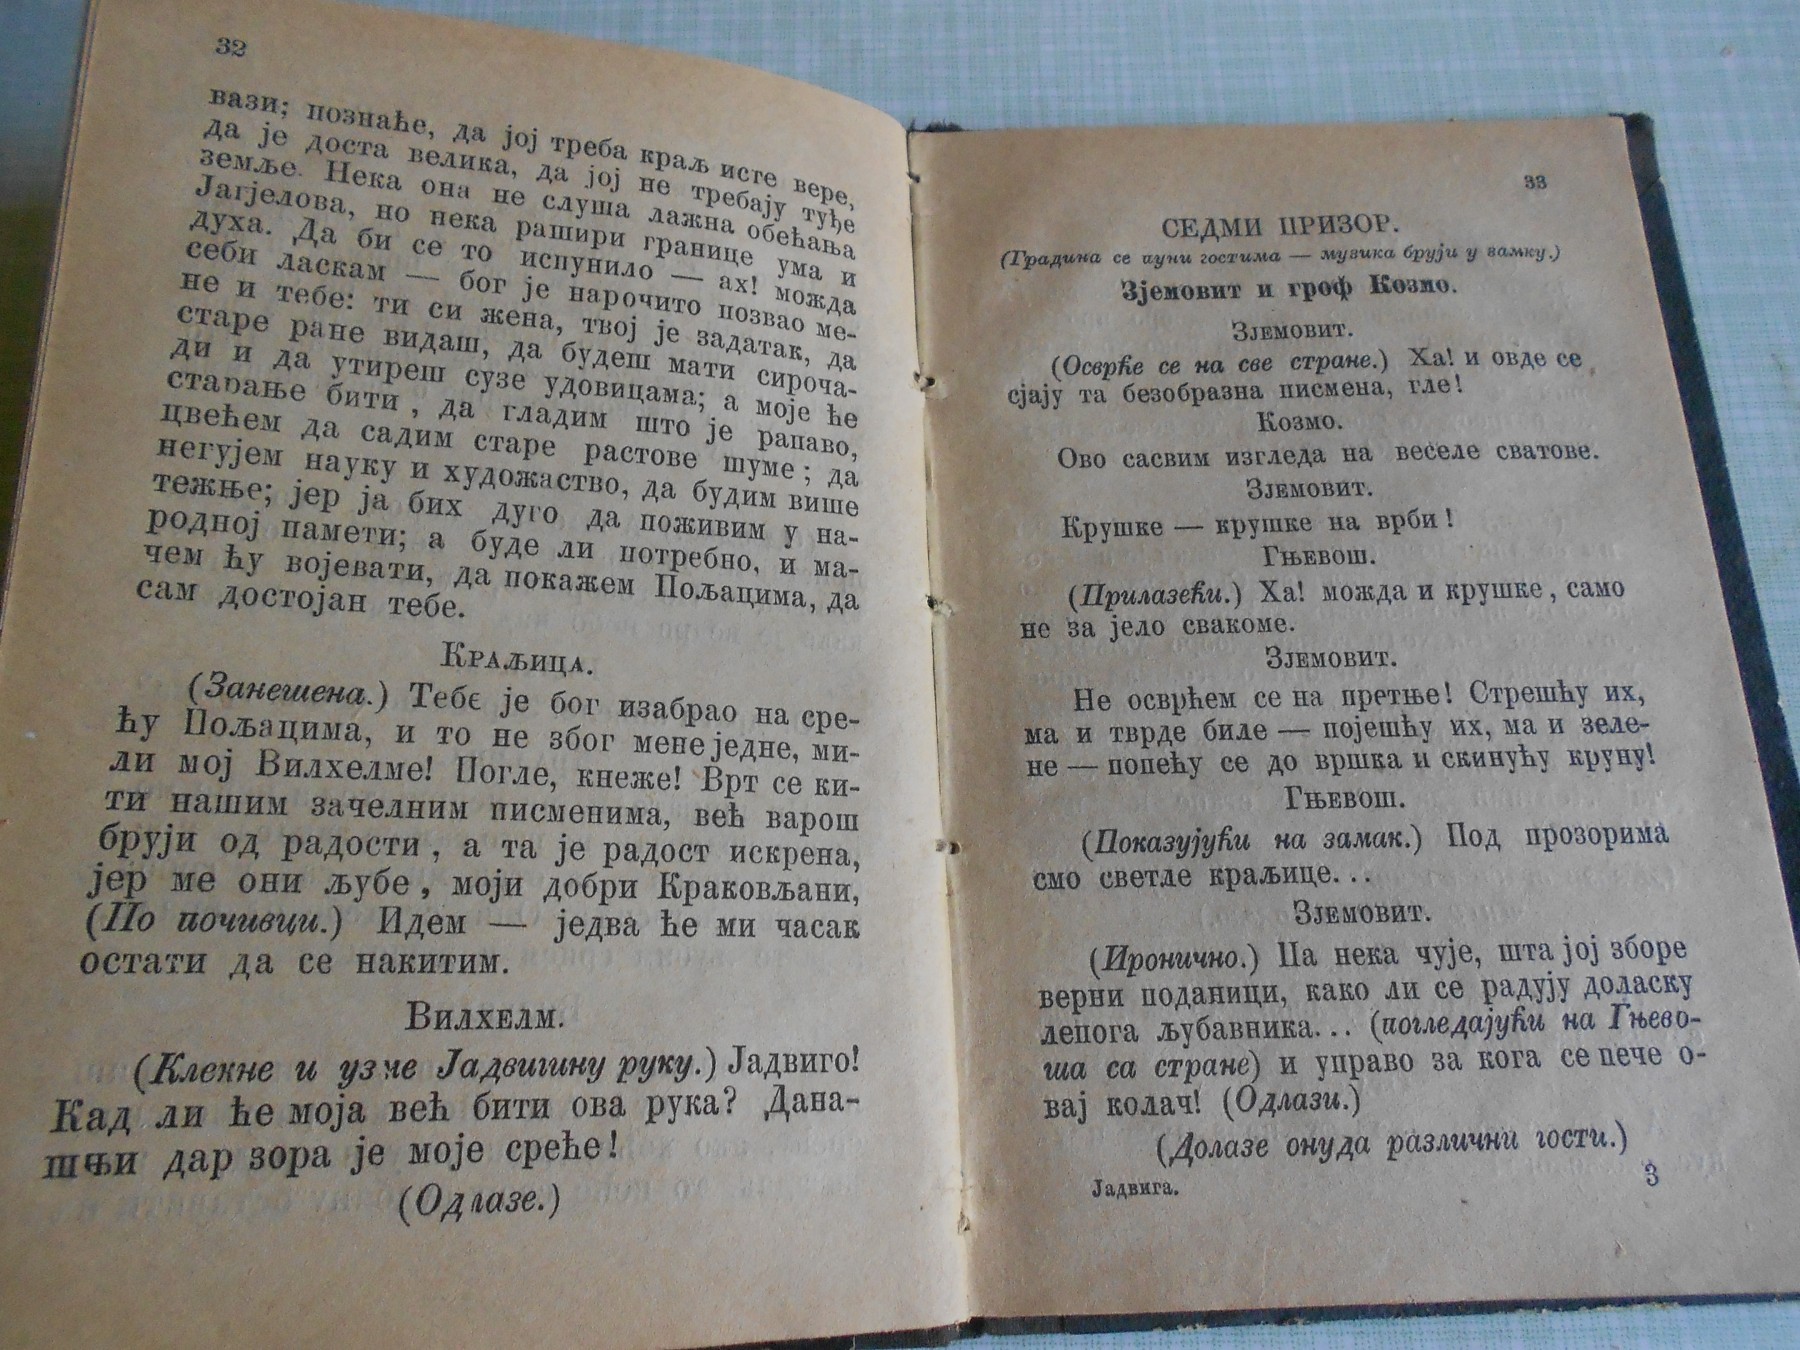 32
вази; познаће, да јој треба краљ исте вере,
да је доста велика, да јој не требају туђе
земље. Нека она не слуша лажна обећања
Јагјелова, но нека рашири границе ума и
духа. Да би се то испунило — ах! можда
себи ласкам — бог је нарочито позвао ме-
не и тебе: ти си жена, твој је задатак, да
старе ране видаш, да будеш мати сироча-
ди и да утиреш сузе удовицама; а моје ће
старање бити, да гладим што је рапаво,
цвећем да садим старе растове шуме; да
негујем науку и художаство, да будим више
тежње; јер ја бих дуго да поживим у на-
родној памети; а буде ли потребно, и ма-
чем ћу војевати, да покажем Пољацима, да
сам достојан тебе.
Краљица.
(Занешена.) Тебе је бог изабрао на сре-
ћу Пољацима, и то не због мене једне, ми-
ли мој Вилхелме! Погле, кнеже! Врт се ки-
ти нашим зачелним писменима, већ варош
бруји од радости, а та је радост искрена,
јер ме они љубе, моји добри Краковљани,
(По почивци.) Идем — једва ће ми часак
остати да се накитим.
Вилхелм.
(Клекне и узме Јадвигину руку.) Јадвиго!
Кад ли ће моја већ бити ова рука? Дана-
шњи дар зора је моје среће!
(Одлазе.)
33
СЕДМИ ПРИЗОР.
(Градина се пуни гостима — музика бруји у замку.)
Зјемовит и гроф Козмо.
Зјемовит.
(Осврће се на све стране.) Ха! и овде се
сјају та безобразна писмена, гле!
Козмо.
Ово сасвим изгледа на веселе сватове.
Зјемовит.
Крушке — крушке на врби!
Гњевош.
(Прилазећи.) Ха! можда и крушке, само
не за јело свакоме.
Зјемовит.
Не осврћем се на претње! Стрешћу их,
ма и тврде биле — појешћу их, ма и зеле-
не — попећу се до вршка и скинућу круну!
Гњевош.
(Показујући на замак.) Под прозорима
смо светле краљице...
Зјемовит.
(Иронично.) Па нека чује, шта јој зборе
верни поданици, како ли се радују доласку
лепога љубавника... (погледајући на Гњево-
ша са стране) и управо за кога се пече о-
вај колач! (Одлази.)
(Долазе онуда различни гости.)
Јадвига. 3